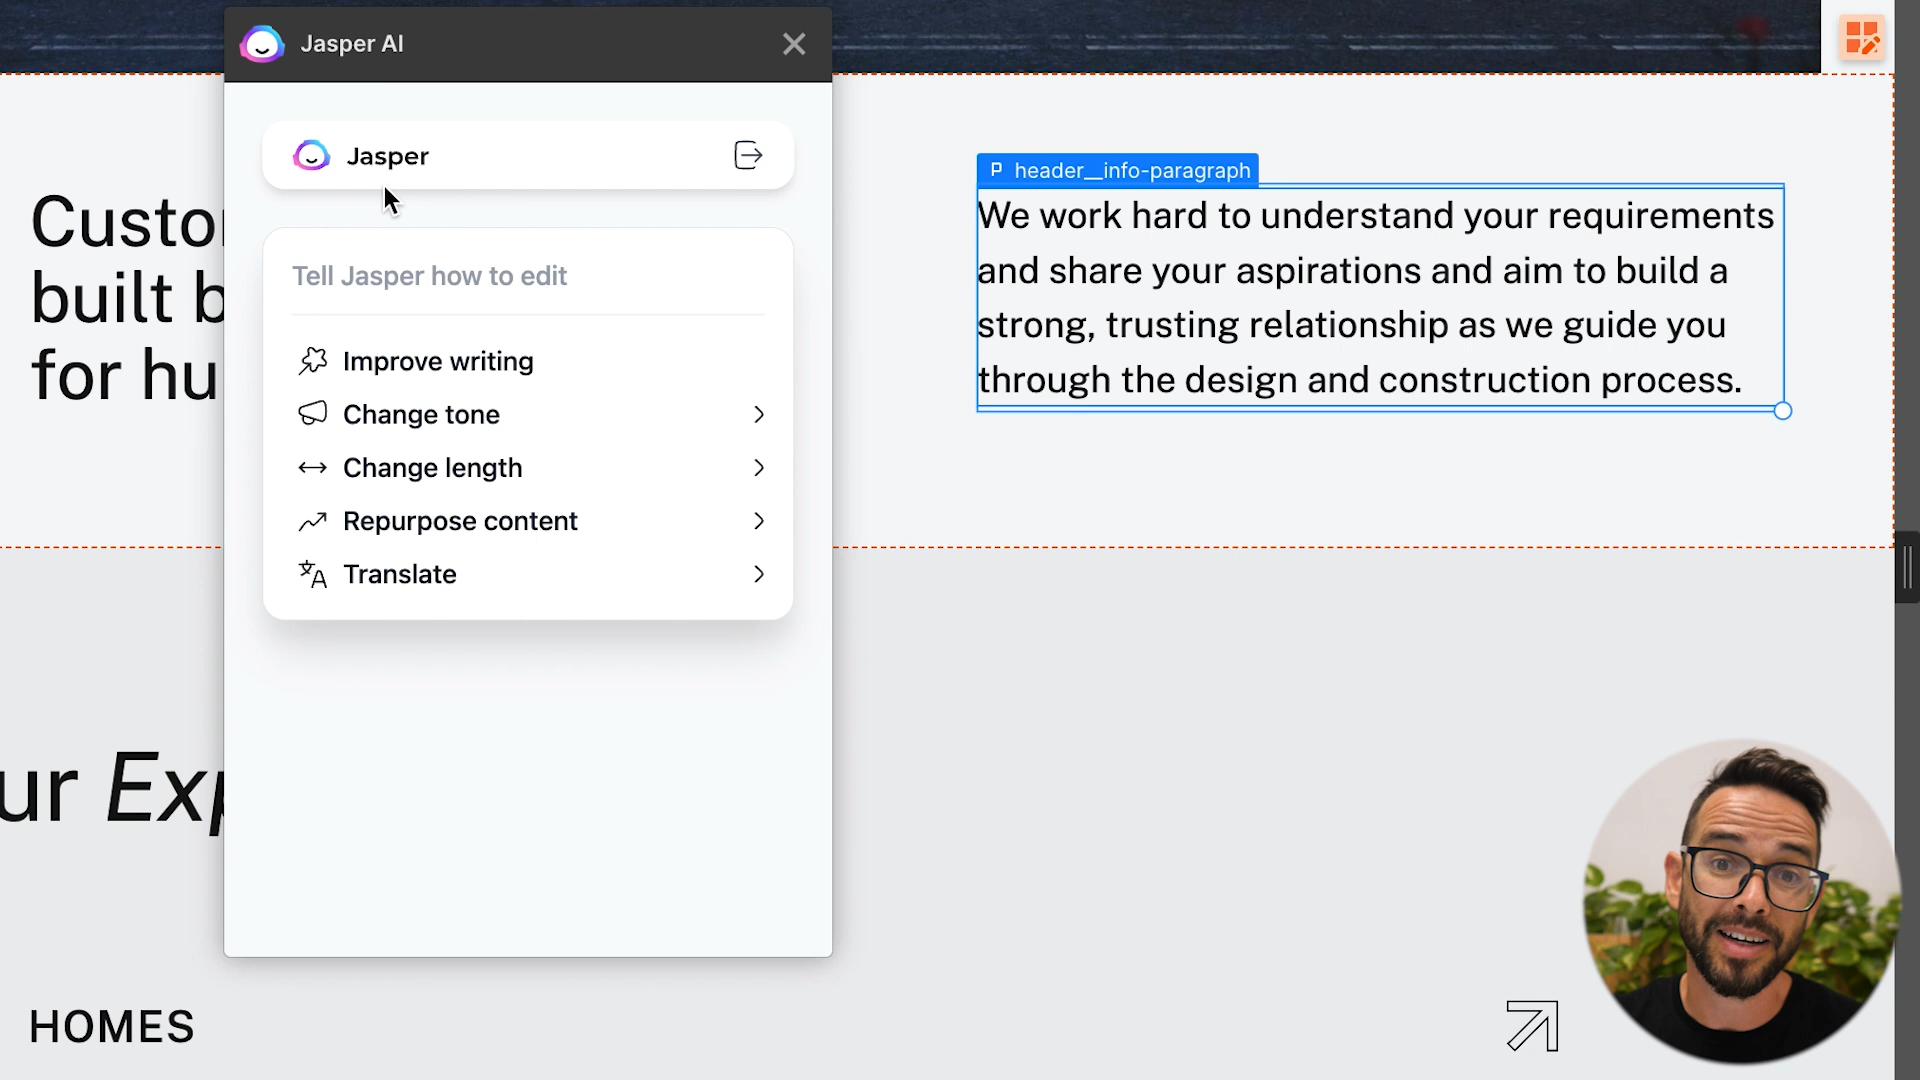 Jasper AI
Jasper
Tell Jasper how to edit
Improve writing
Change tone
Change length
Repurpose content
Translate
Custo
built b
for hu
P header__info-paragraph
We work hard to understand your requirements
and share your aspirations and aim to build a
strong, trusting relationship as we guide you
through the design and construction process.
ur Exp
HOMES